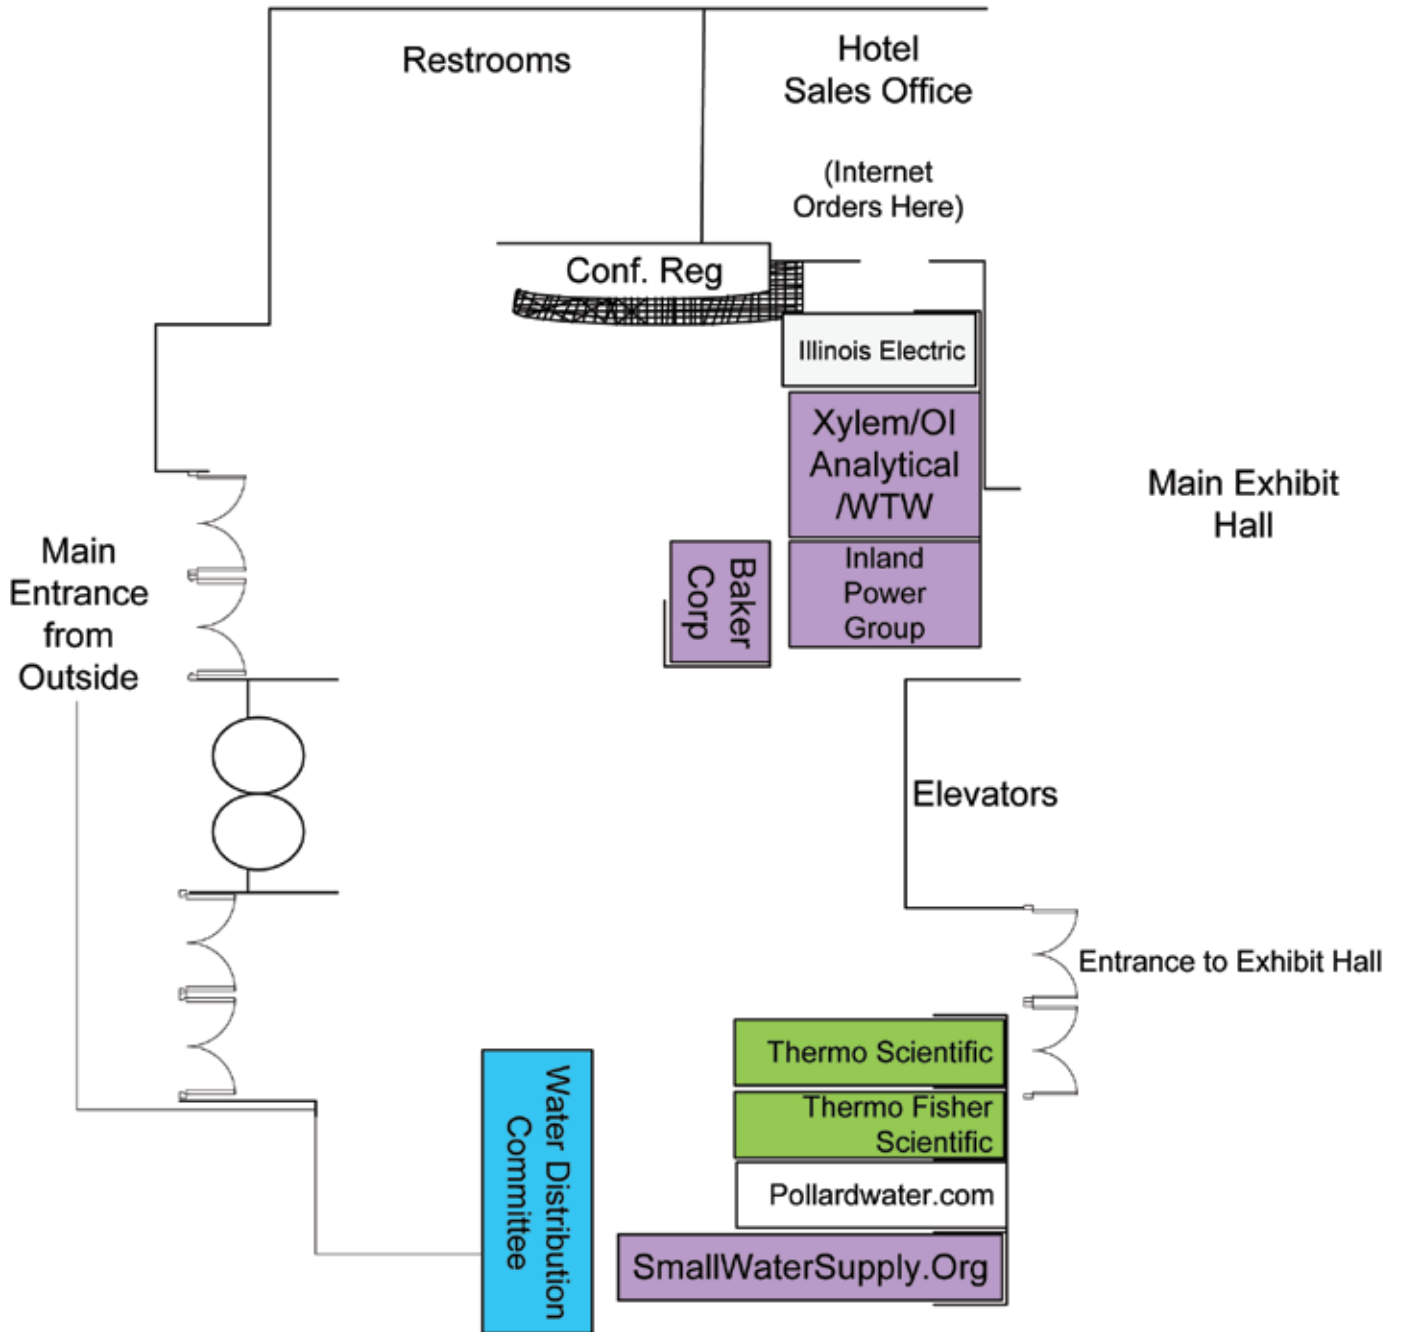 Restrooms
Hotel
Sales Office
(Internet
Orders Here)
Conf. Reg
Illinois Electric
Xylem/OI
Analytical
/WTW
Main Exhibit
Hall
Main
Entrance
from
Outside
Baker
Corp
Inland
Power
Group
Elevators
Entrance to Exhibit Hall
Thermo Scientific
Thermo Fisher
Scientific
Water Distribution
Committee
Pollardwater.com
SmallWaterSupply.Org